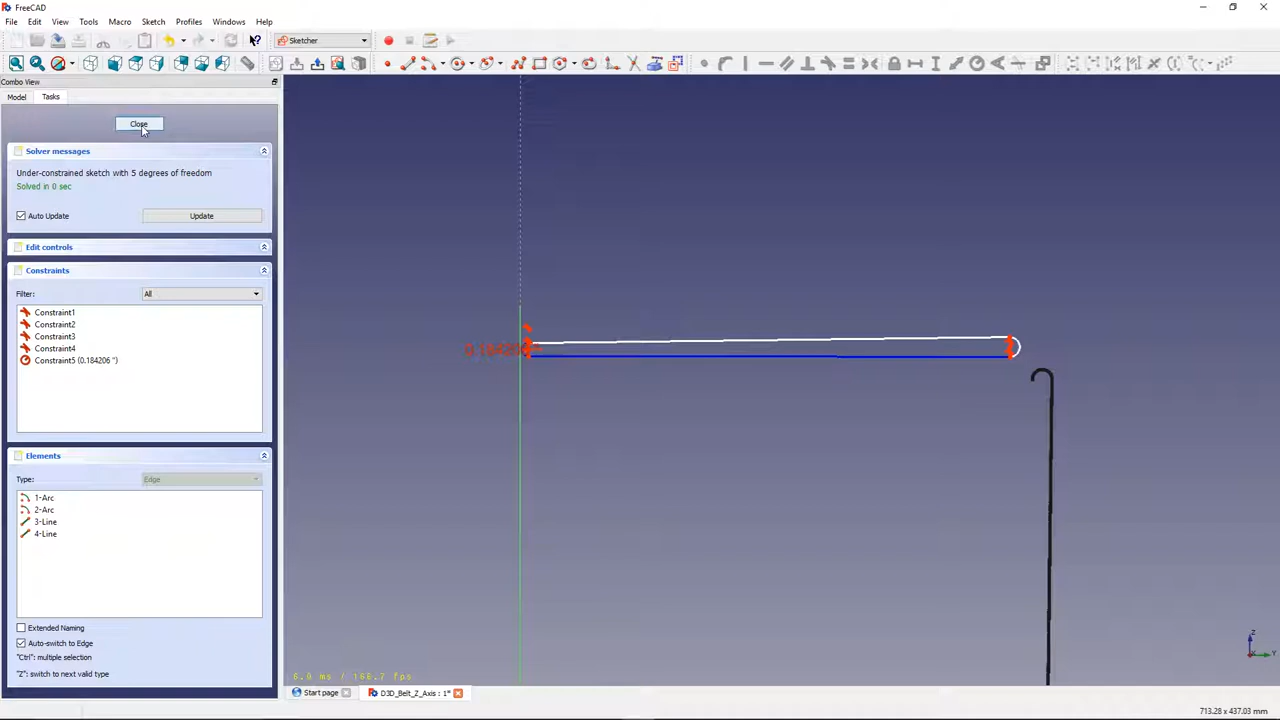 FreeCAD
File Edit View Tools Macro Sketch Profiles Windows Help
Sketcher
Combo View
Model Tasks
Close
Solver messages
Under-constrained sketch with 5 degrees of freedom
Solved in 0 sec
Auto Update Update
Edit controls
Constraints
Filter: All
Constraint1
Constraint2
Constraint3
Constraint4
Constraint5 (0.184206 ")
Elements
Type: Edge
1-Arc
2-Arc
3-Line
4-Line
Extended Naming
Auto-switch to Edge
"Ctrl": multiple selection
"Z": switch to next valid type
Z
Y
Start page D3D_Belt_Z_Axis : 1*
713.28 x 437.03 mm